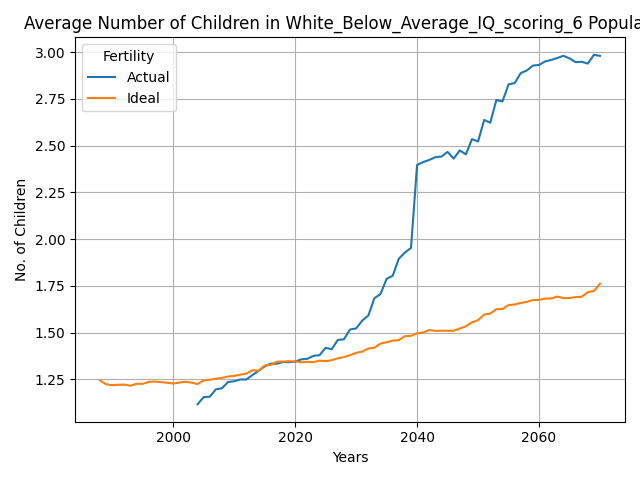 Average Number of Children in White_Below_Average_IQ_scoring_6 Popula
Fertility
Actual
Ideal
3.00
2.75
2.50
2.25
2.00
1.75
1.50
1.25
No. of Children
2000 2020 2040 2060
Years